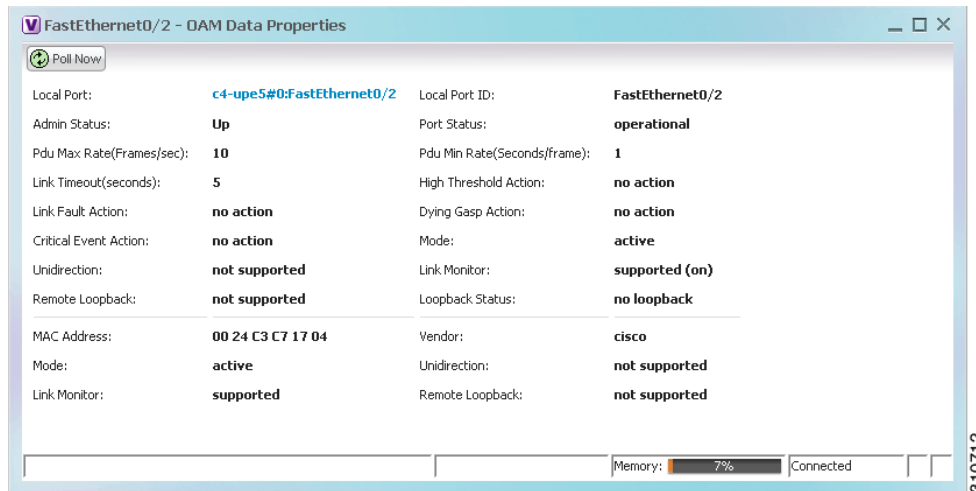 FastEthernet0/2 - OAM Data Properties
Poll Now
Local Port: c4-upe5#0:FastEthernet0/2 Local Port ID: FastEthernet0/2
Admin Status: Up Port Status: operational
Pdu Max Rate(Frames/sec): 10 Pdu Min Rate(Seconds/frame): 1
Link Timeout(seconds): 5 High Threshold Action: no action
Link Fault Action: no action Dying Gasp Action: no action
Critical Event Action: no action Mode: active
Unidirection: not supported Link Monitor: supported (on)
Remote Loopback: not supported Loopback Status: no loopback
MAC Address: 00 24 C3 C7 17 04 Vendor: cisco
Mode: active Unidirection: not supported
Link Monitor: supported Remote Loopback: not supported
Memory: 7% Connected